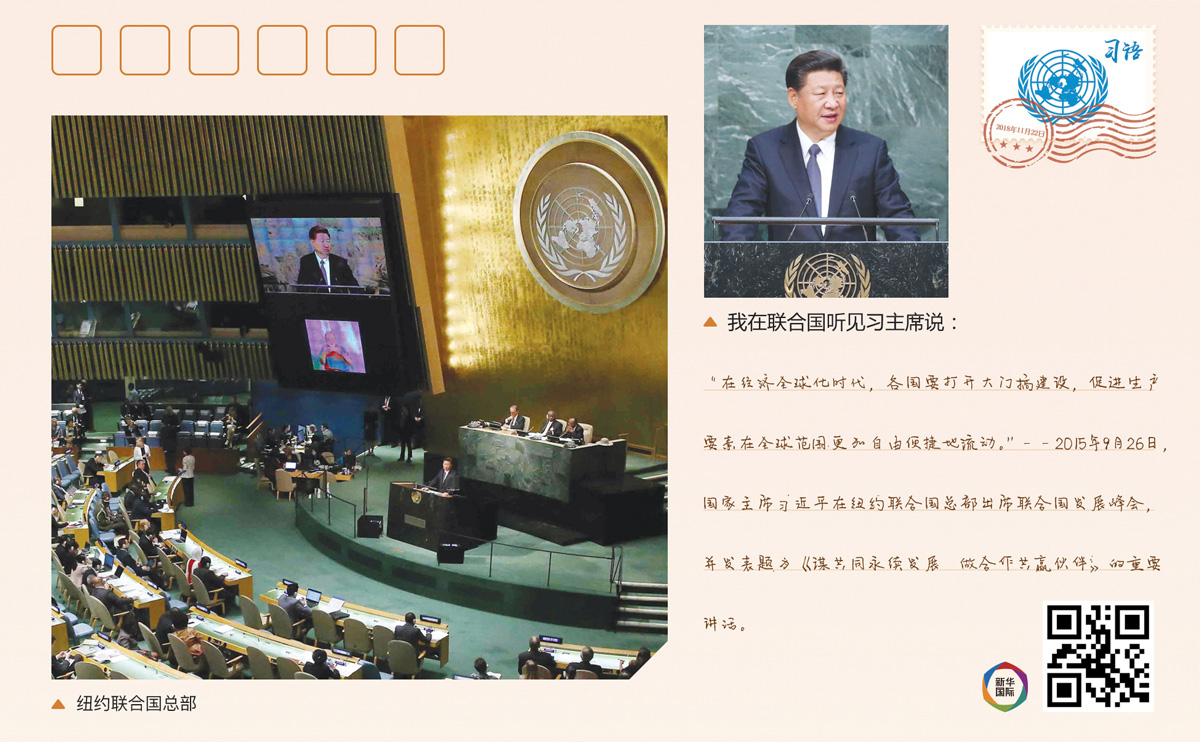 习语
2018年11月22日
我在联合国听见习主席说：
“在经济全球化时代，各国要打开大门搞建设，促进生产
要素在全球范围更加自由便捷地流动。”－－2015年9月26日，
国家主席习近平在纽约联合国总部出席联合国发展峰会，
并发表题为《谋共同永续发展 做合作共赢伙伴》的重要
讲话。
纽约联合国总部
新华
国际